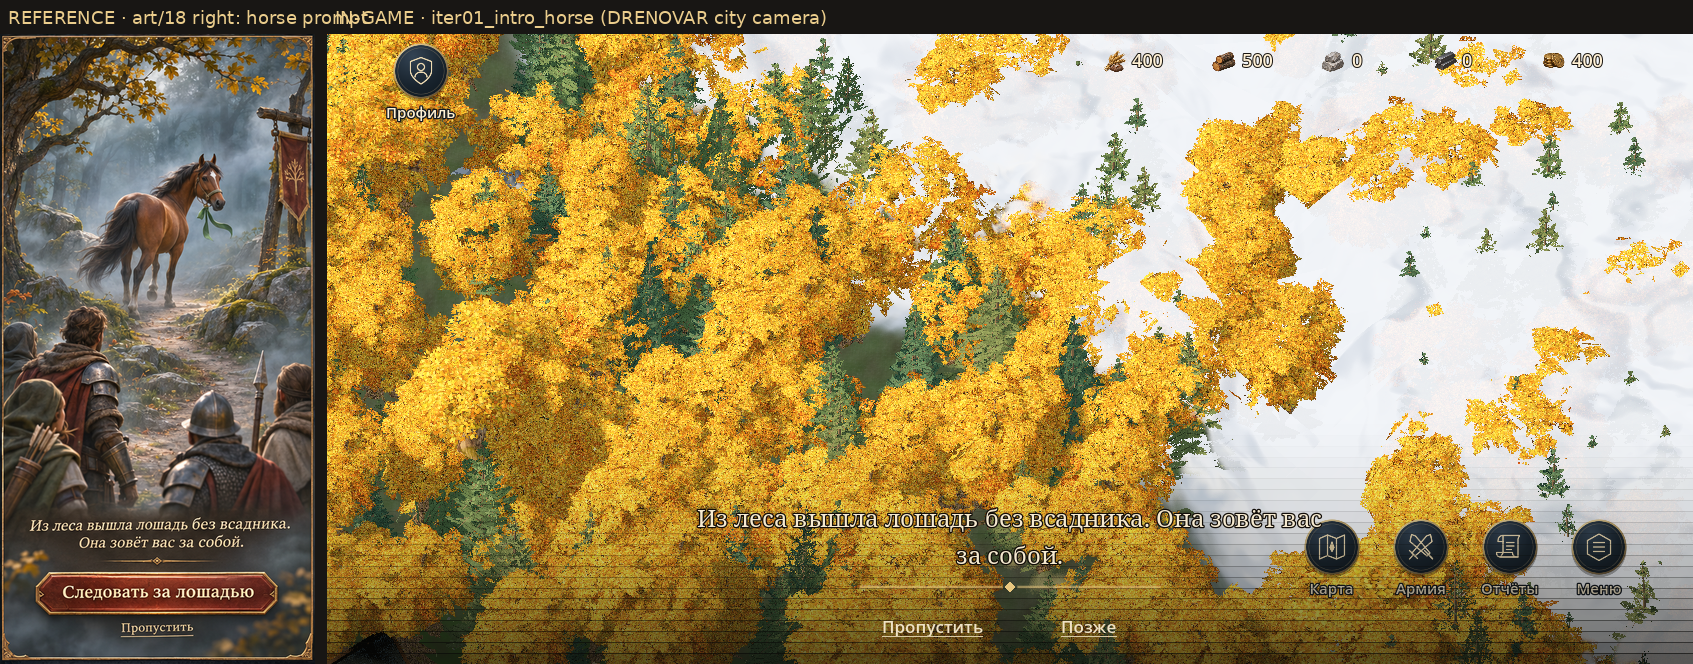 REFERENCE · art/18 right: horse prompt
IN-GAME · iter01_intro_horse (DRENOVAR city camera)
Из леса вышла лошадь без всадника.
Она зовёт вас за собой.
Следовать за лошадью
Пропустить
Профиль
400
500
0
0
400
Из леса вышла лошадь без всадника. Она зовёт вас
за собой.
Карта
Армия
Отчёты
Меню
Пропустить
Позже